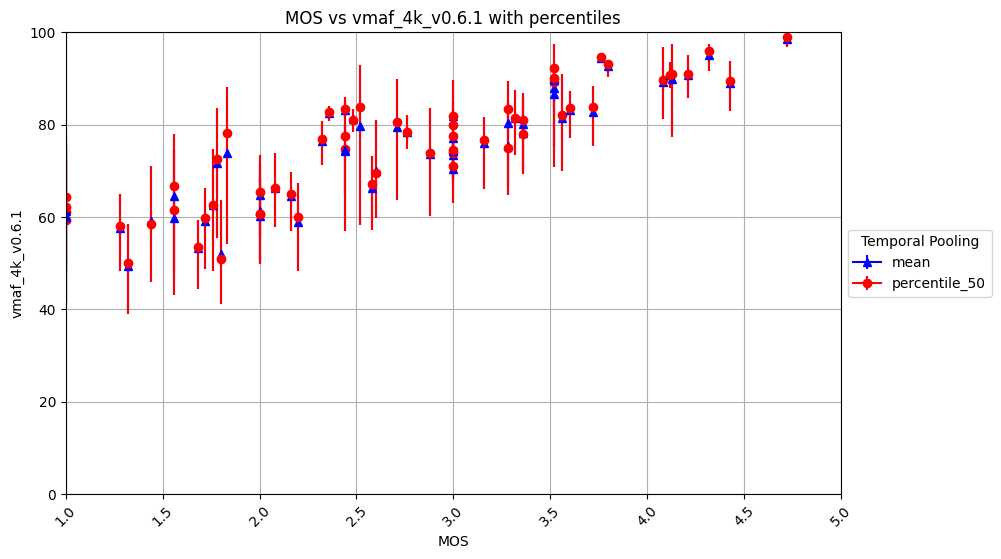 MOS vs vmaf_4k_v0.6.1 with percentiles
100
80
60
40
20
0
vmaf_4k_v0.6.1
1.0
1.5
2.0
2.5
3.0
3.5
4.0
4.5
5.0
MOS
Temporal Pooling
mean
percentile_50